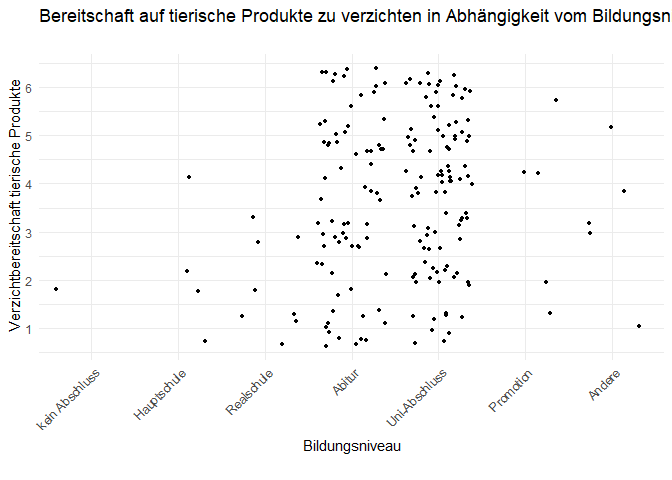 Bereitschaft auf tierische Produkte zu verzichten in Abhängigkeit vom Bildungsn
Verzichtbereitschaft tierische Produkte
6
5
4
3
2
1
kein Abschluss
Hauptschule
Realschule
Abitur
Uni-Abschluss
Promotion
Andere
Bildungsniveau